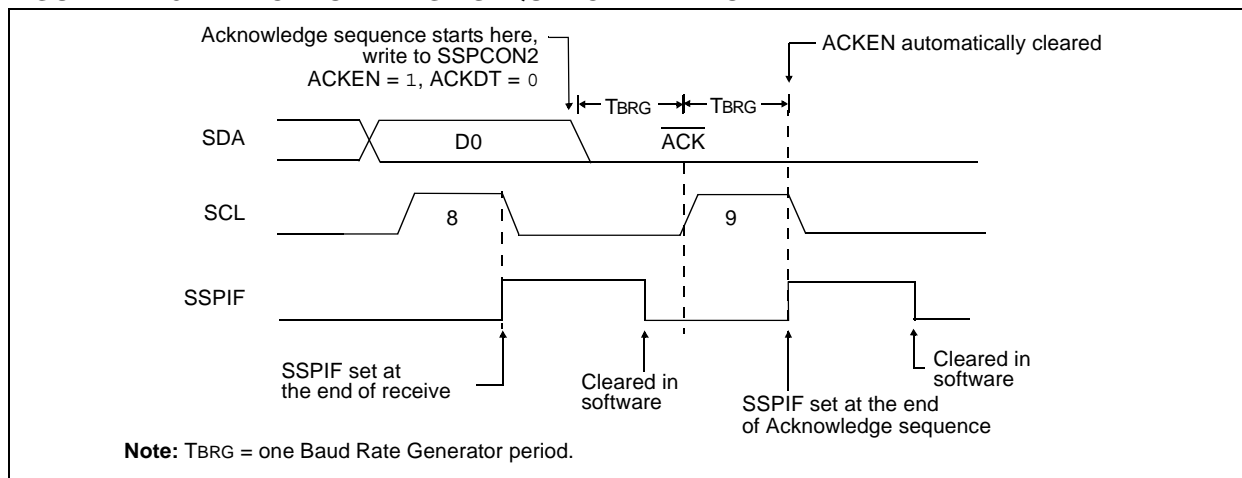 Acknowledge sequence starts here,
write to SSPCON2
ACKEN = 1, ACKDT = 0
ACKEN automatically cleared
TBRG
TBRG
SDA
D0
ACK
SCL
8
9
SSPIF
SSPIF set at
the end of receive
Cleared in
software
SSPIF set at the end
of Acknowledge sequence
Cleared in
software
Note: TBRG = one Baud Rate Generator period.